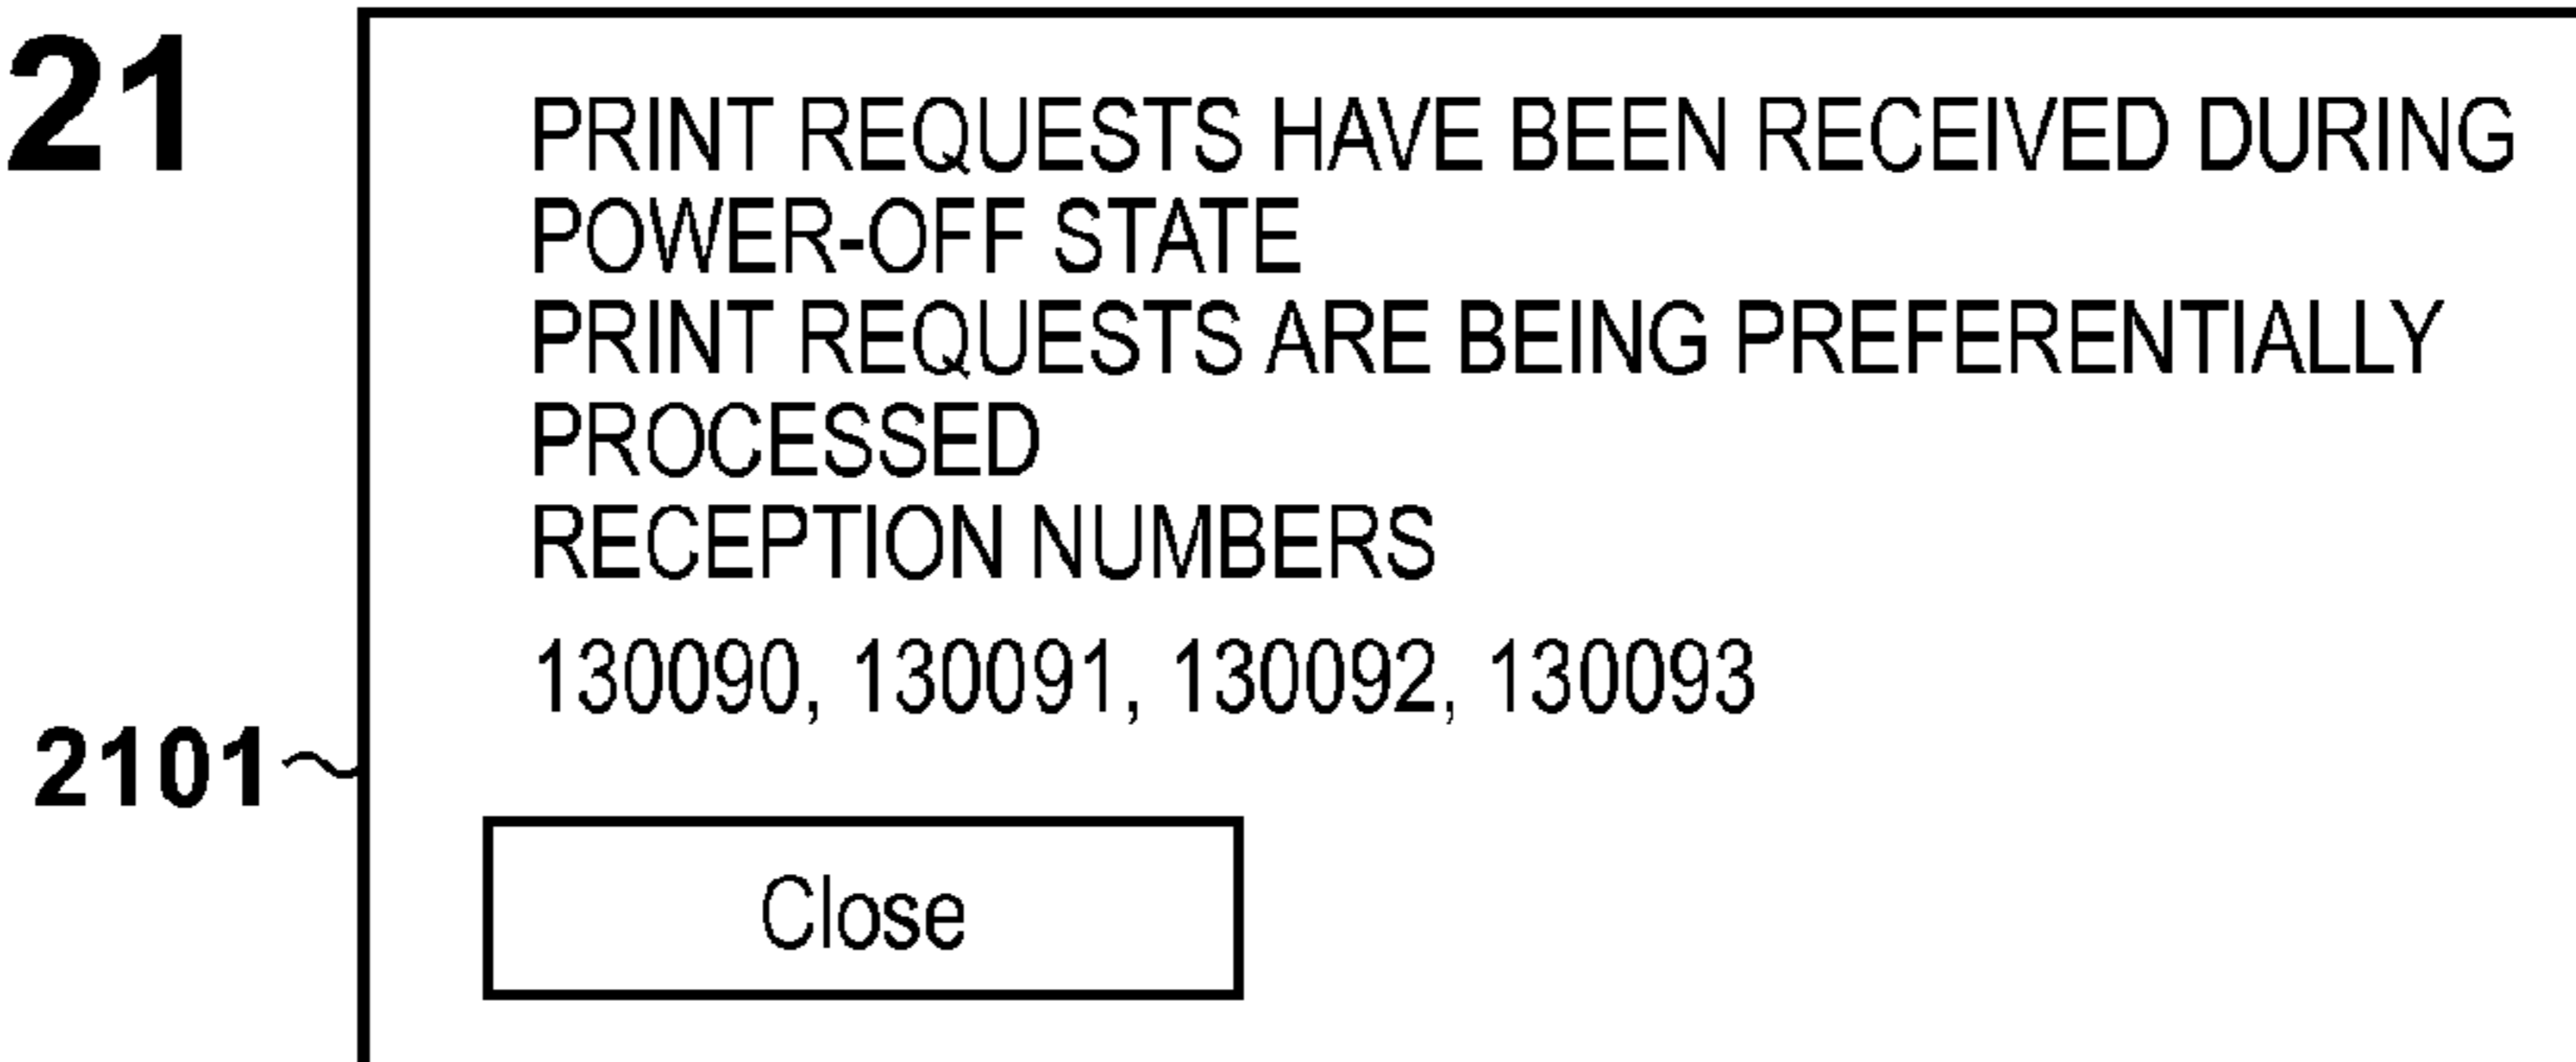 21
PRINT REQUESTS HAVE BEEN RECEIVED DURING
POWER-OFF STATE
PRINT REQUESTS ARE BEING PREFERENTIALLY
PROCESSED
RECEPTION NUMBERS
130090, 130091, 130092, 130093
2101
Close